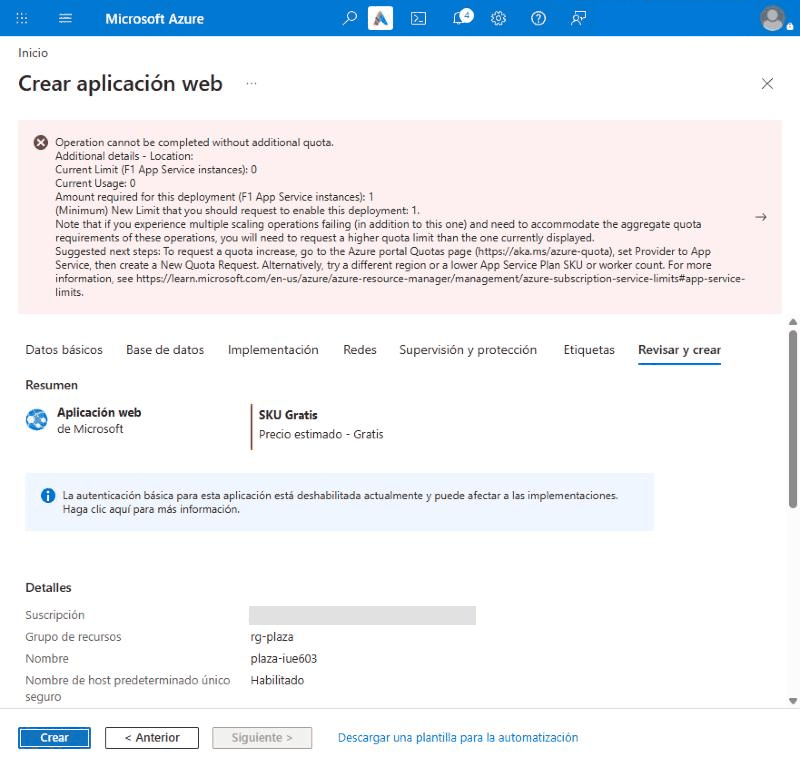 Microsoft Azure
4
Inicio
Crear aplicación web
...
Operation cannot be completed without additional quota.
Additional details - Location:
Current Limit (F1 App Service instances): 0
Current Usage: 0
Amount required for this deployment (F1 App Service instances): 1
(Minimum) New Limit that you should request to enable this deployment: 1.
Note that if you experience multiple scaling operations failing (in addition to this one) and need to accommodate the aggregate quota
requirements of these operations, you will need to request a higher quota limit than the one currently displayed.
Suggested next steps: To request a quota increase, go to the Azure portal Quotas page (https://aka.ms/azure-quota), set Provider to App
Service, then create a New Quota Request. Alternatively, try a different region or a lower App Service Plan SKU or worker count. For more
information, see https://learn.microsoft.com/en-us/azure/azure-resource-manager/management/azure-subscription-service-limits#app-service-
limits.
Datos básicos Base de datos Implementación Redes Supervisión y protección Etiquetas Revisar y crear
Resumen
Aplicación web
de Microsoft
SKU Gratis
Precio estimado - Gratis
La autenticación básica para esta aplicación está deshabilitada actualmente y puede afectar a las implementaciones.
Haga clic aquí para más información.
Detalles
Suscripción
Grupo de recursos rg-plaza
Nombre plaza-iue603
Nombre de host predeterminado único Habilitado
seguro
Crear < Anterior Siguiente > Descargar una plantilla para la automatización